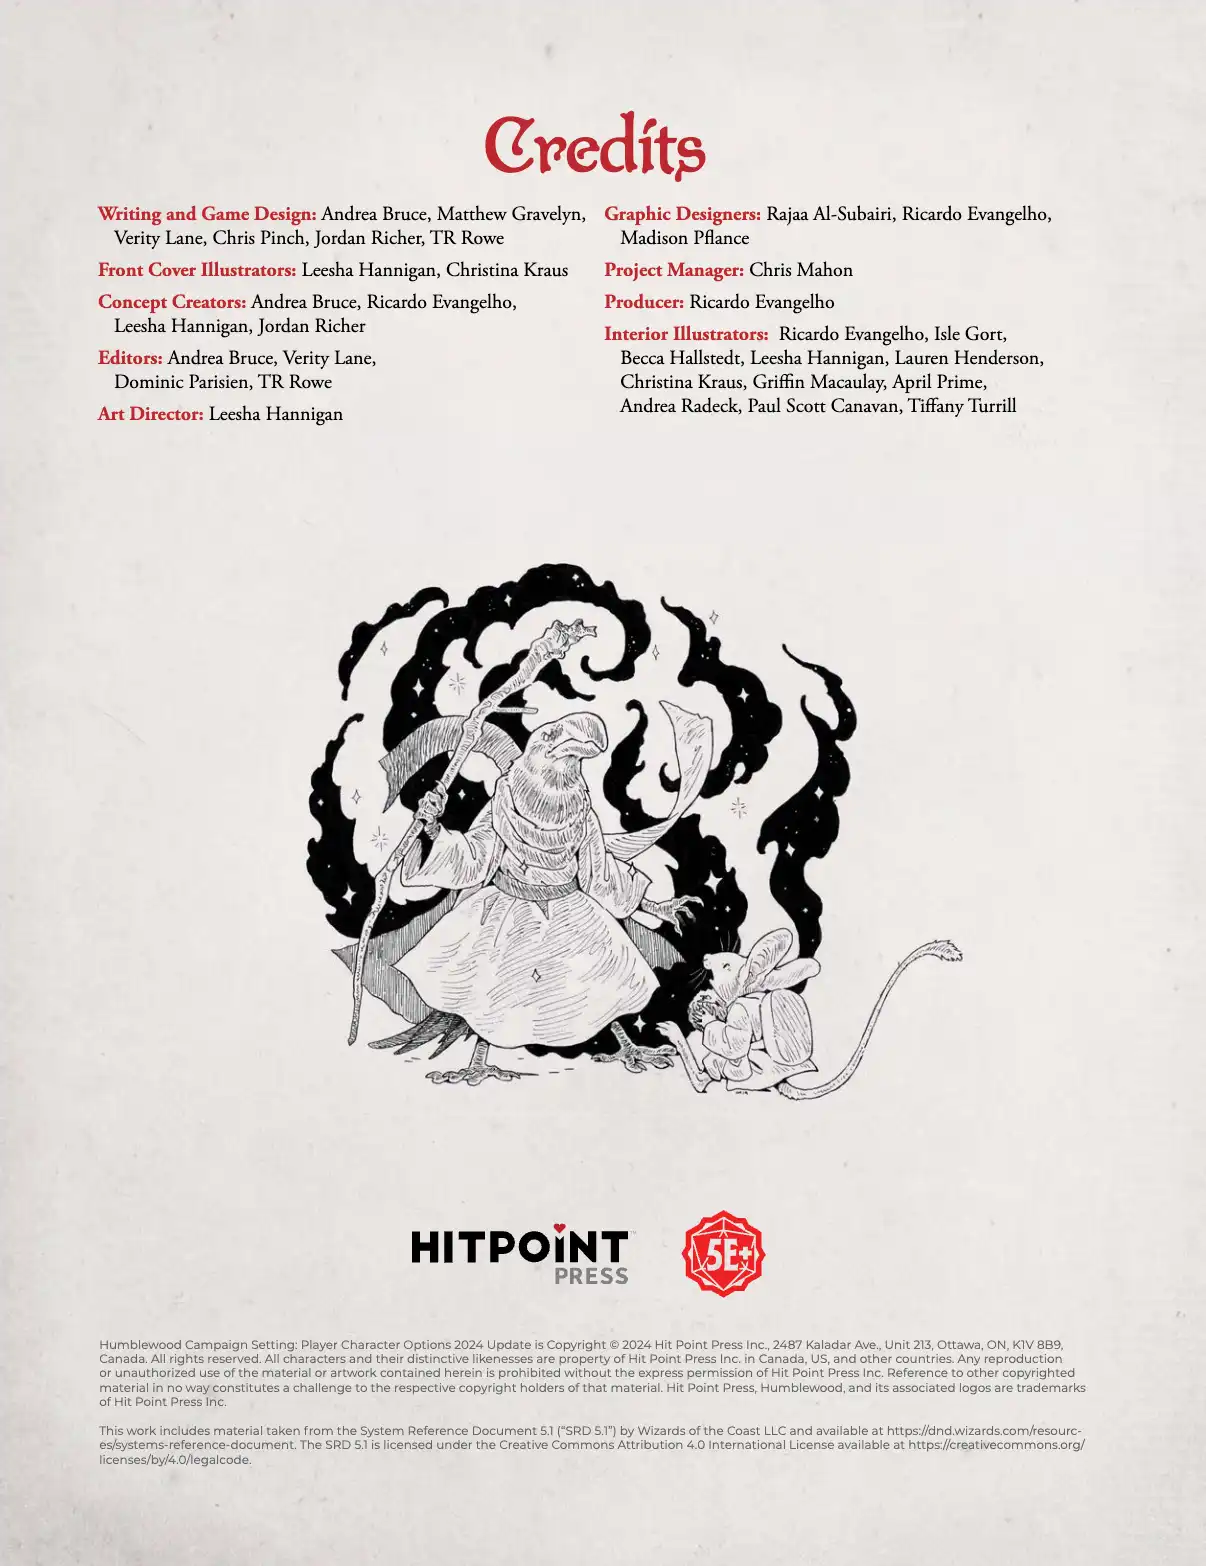 Credits
Writing and Game Design: Andrea Bruce, Matthew Gravelyn,
Verity Lane, Chris Pinch, Jordan Richer, TR Rowe
Front Cover Illustrators: Leesha Hannigan, Christina Kraus
Concept Creators: Andrea Bruce, Ricardo Evangelho,
Leesha Hannigan, Jordan Richer
Editors: Andrea Bruce, Verity Lane,
Dominic Parisien, TR Rowe
Art Director: Leesha Hannigan
Graphic Designers: Rajaa Al-Subairi, Ricardo Evangelho,
Madison Pflance
Project Manager: Chris Mahon
Producer: Ricardo Evangelho
Interior Illustrators: Ricardo Evangelho, Isle Gort,
Becca Hallstedt, Leesha Hannigan, Lauren Henderson,
Christina Kraus, Griffin Macaulay, April Prime,
Andrea Radeck, Paul Scott Canavan, Tiffany Turrill
HITPOiNT™
PRESS
5E+
Humblewood Campaign Setting: Player Character Options 2024 Update is Copyright © 2024 Hit Point Press Inc., 2487 Kaladar Ave., Unit 213, Ottawa, ON, K1V 8B9,
Canada. All rights reserved. All characters and their distinctive likenesses are property of Hit Point Press Inc. in Canada, US, and other countries. Any reproduction
or unauthorized use of the material or artwork contained herein is prohibited without the express permission of Hit Point Press Inc. Reference to other copyrighted
material in no way constitutes a challenge to the respective copyright holders of that material. Hit Point Press, Humblewood, and its associated logos are trademarks
of Hit Point Press Inc.
This work includes material taken from the System Reference Document 5.1 (“SRD 5.1”) by Wizards of the Coast LLC and available at https://dnd.wizards.com/resourc-
es/systems-reference-document. The SRD 5.1 is licensed under the Creative Commons Attribution 4.0 International License available at https://creativecommons.org/
licenses/by/4.0/legalcode.